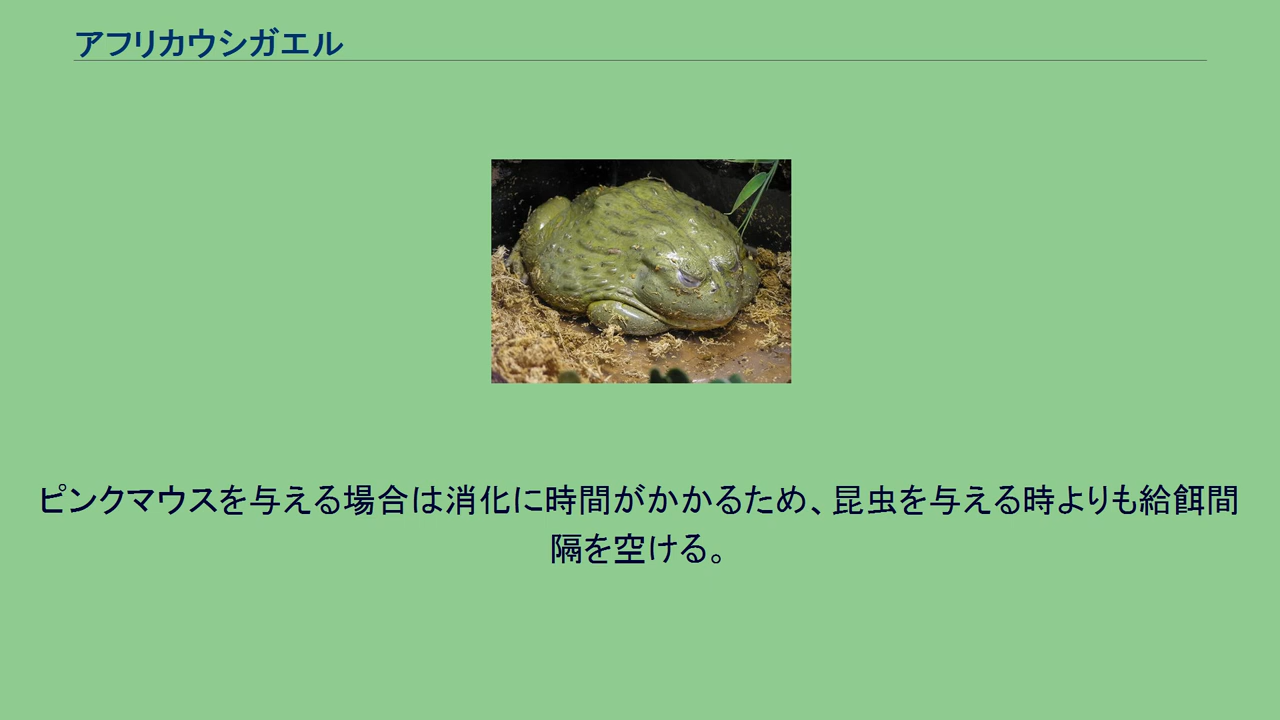 アフリカウシガエル
ピンクマウスを与える場合は消化に時間がかかるため、昆虫を与える時よりも給餌間
隔を空ける。